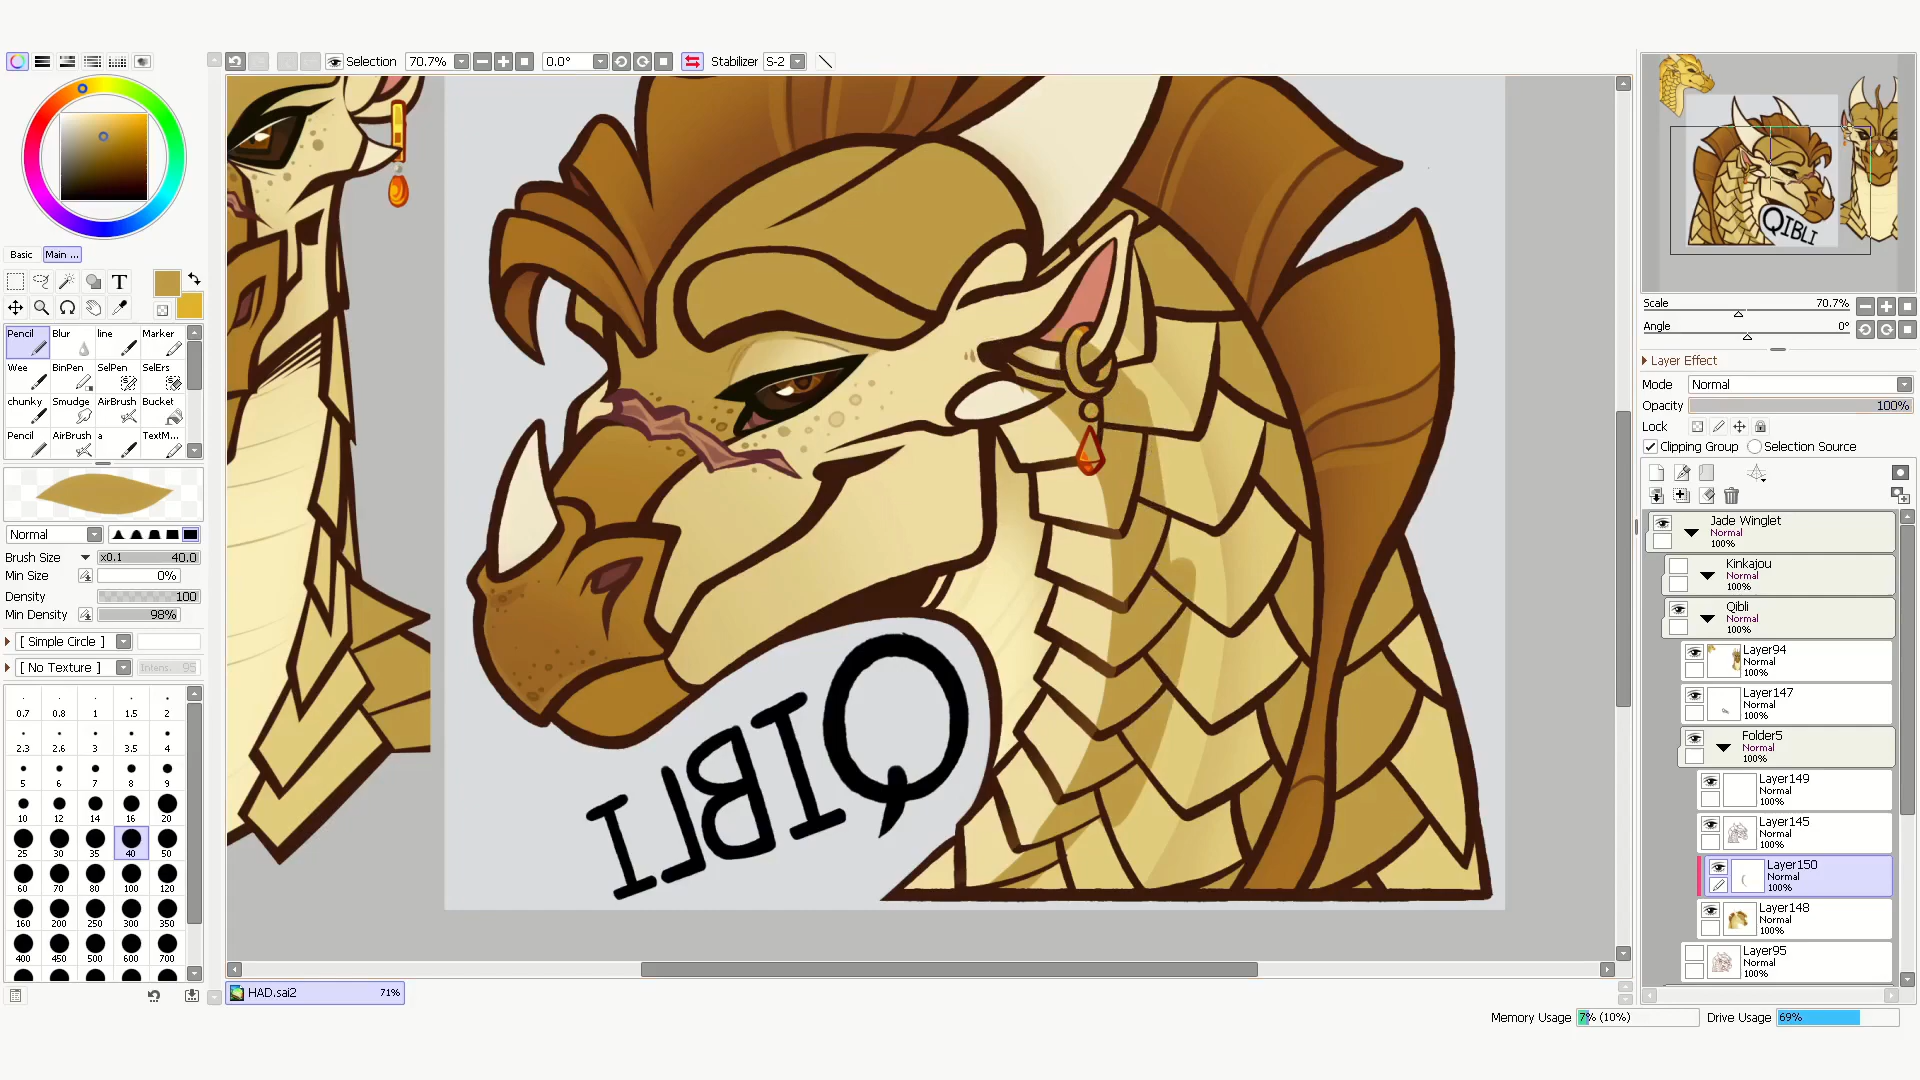 Selection 70.7% 0.0° Stabilizer S-2
Basic Main ...
T
Pencil Blur line Marker
Wee BinPen SelPen SelErs
chunky Smudge AirBrush Bucket
Pencil AirBrush a TextM...
Normal
Brush Size x0.1 40.0
Min Size 0%
Density 100
Min Density 98%
[ Simple Circle ]
[ No Texture ] Intens. 95
0.7 0.8 1 1.5 2
2.3 2.6 3 3.5 4
5 6 7 8 9
10 12 14 16 20
25 30 35 40 50
60 70 80 100 120
160 200 250 300 350
400 450 500 600 700
QIBLI
HAD.sai2 71%
QIBLI
Scale 70.7%
Angle 0°
Layer Effect
Mode Normal
Opacity 100%
Lock
Clipping Group Selection Source
Jade Winglet
Normal
100%
Kinkajou
Normal
100%
Qibli
Normal
100%
Layer94
Normal
100%
Layer147
Normal
100%
Folder5
Normal
100%
Layer149
Normal
100%
Layer145
Normal
100%
Layer150
Normal
100%
Layer148
Normal
100%
Layer95
Normal
100%
Memory Usage 7% (10%) Drive Usage 69%